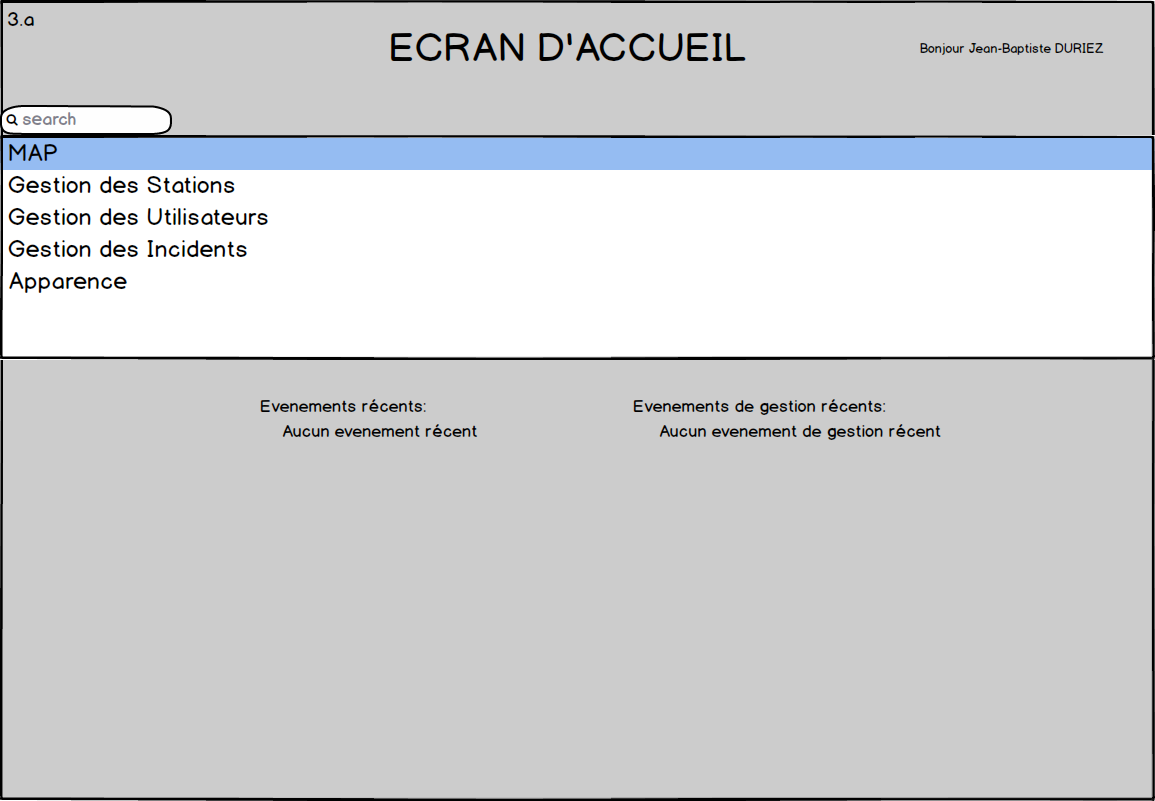 3.a
ECRAN D'ACCUEIL
Bonjour Jean-Baptiste DURIEZ
search
MAP
Gestion des Stations
Gestion des Utilisateurs
Gestion des Incidents
Apparence
Evenements récents:
Aucun evenement récent
Evenements de gestion récents:
Aucun evenement de gestion récent